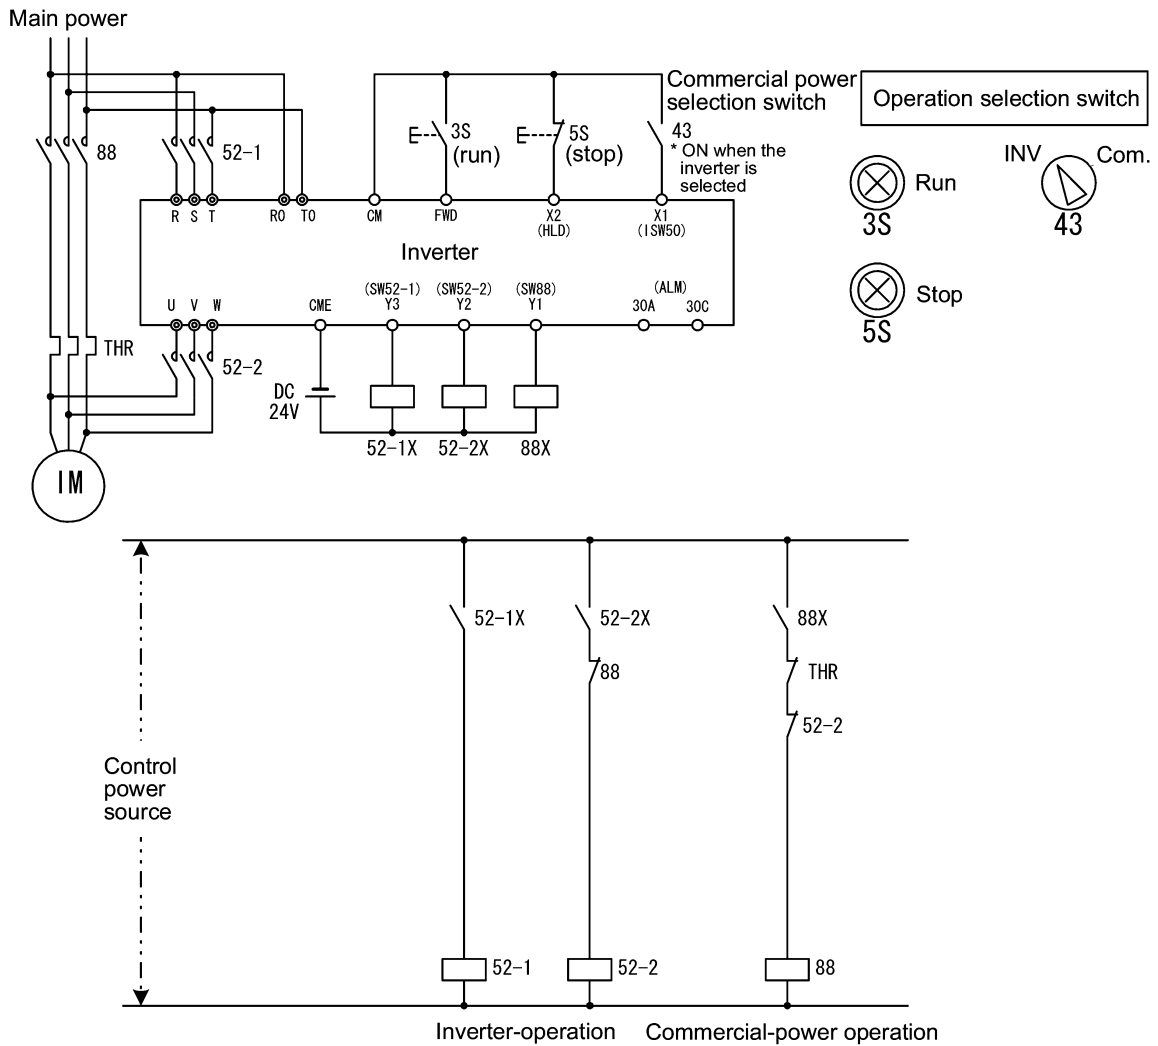 Main power
88
52-1
3S
(run)
5S
(stop)
43
Commercial power
selection switch
* ON when the
inverter is
selected
Operation selection switch
INV
Com.
Run
3S
43
Stop
5S
R S T
R0 T0
CM
FWD
X2
(HLD)
X1
(ISW50)
Inverter
U V W
CME
(SW52-1)
Y3
(SW52-2)
Y2
(SW88)
Y1
(ALM)
30A
30C
THR
52-2
DC
24V
52-1X
52-2X
88X
IM
52-1X
52-2X
88X
88
THR
52-2
Control
power
source
52-1
52-2
88
Inverter-operation
Commercial-power operation